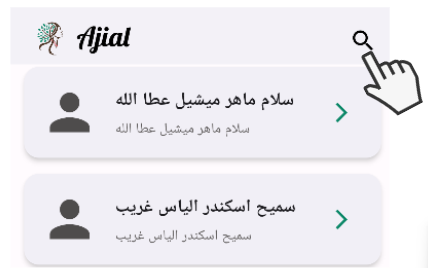 Ajial
سلام ماهر ميشيل عطا الله
سلام ماهر ميشيل عطا الله
سميح اسكندر الياس غريب
سميح اسكندر الياس غريب